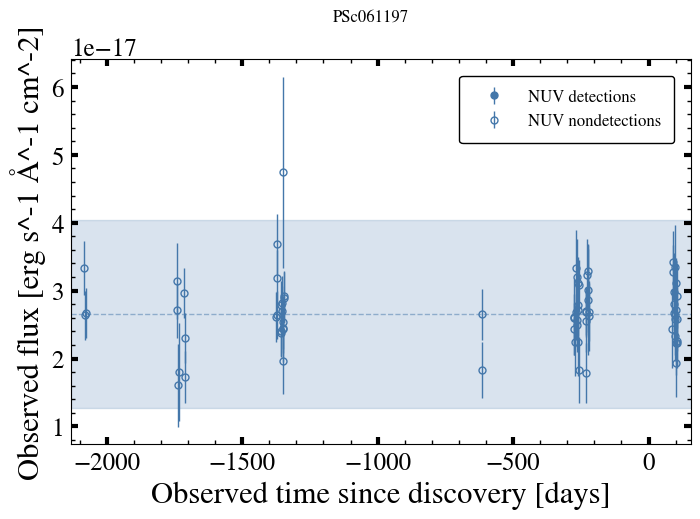 PSc061197
1e−17
Observed flux [erg s^-1 Å^-1 cm^-2]
6
5
4
3
2
1
NUV detections
NUV nondetections
−2000 −1500 −1000 −500 0
Observed time since discovery [days]